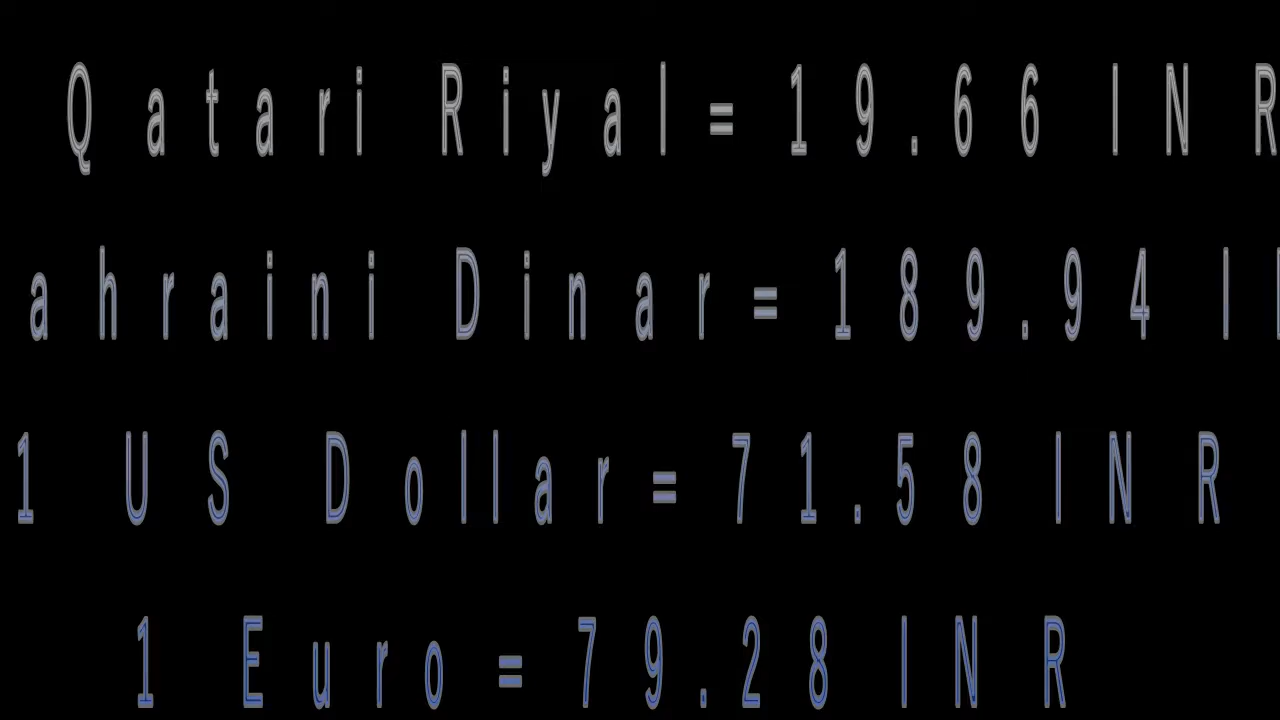 Qatari Riyal= 19.66 INR
ahraini Dinar= 189.94 I
1 US Dollar= 71.58 INR
1 Euro= 79.28 INR